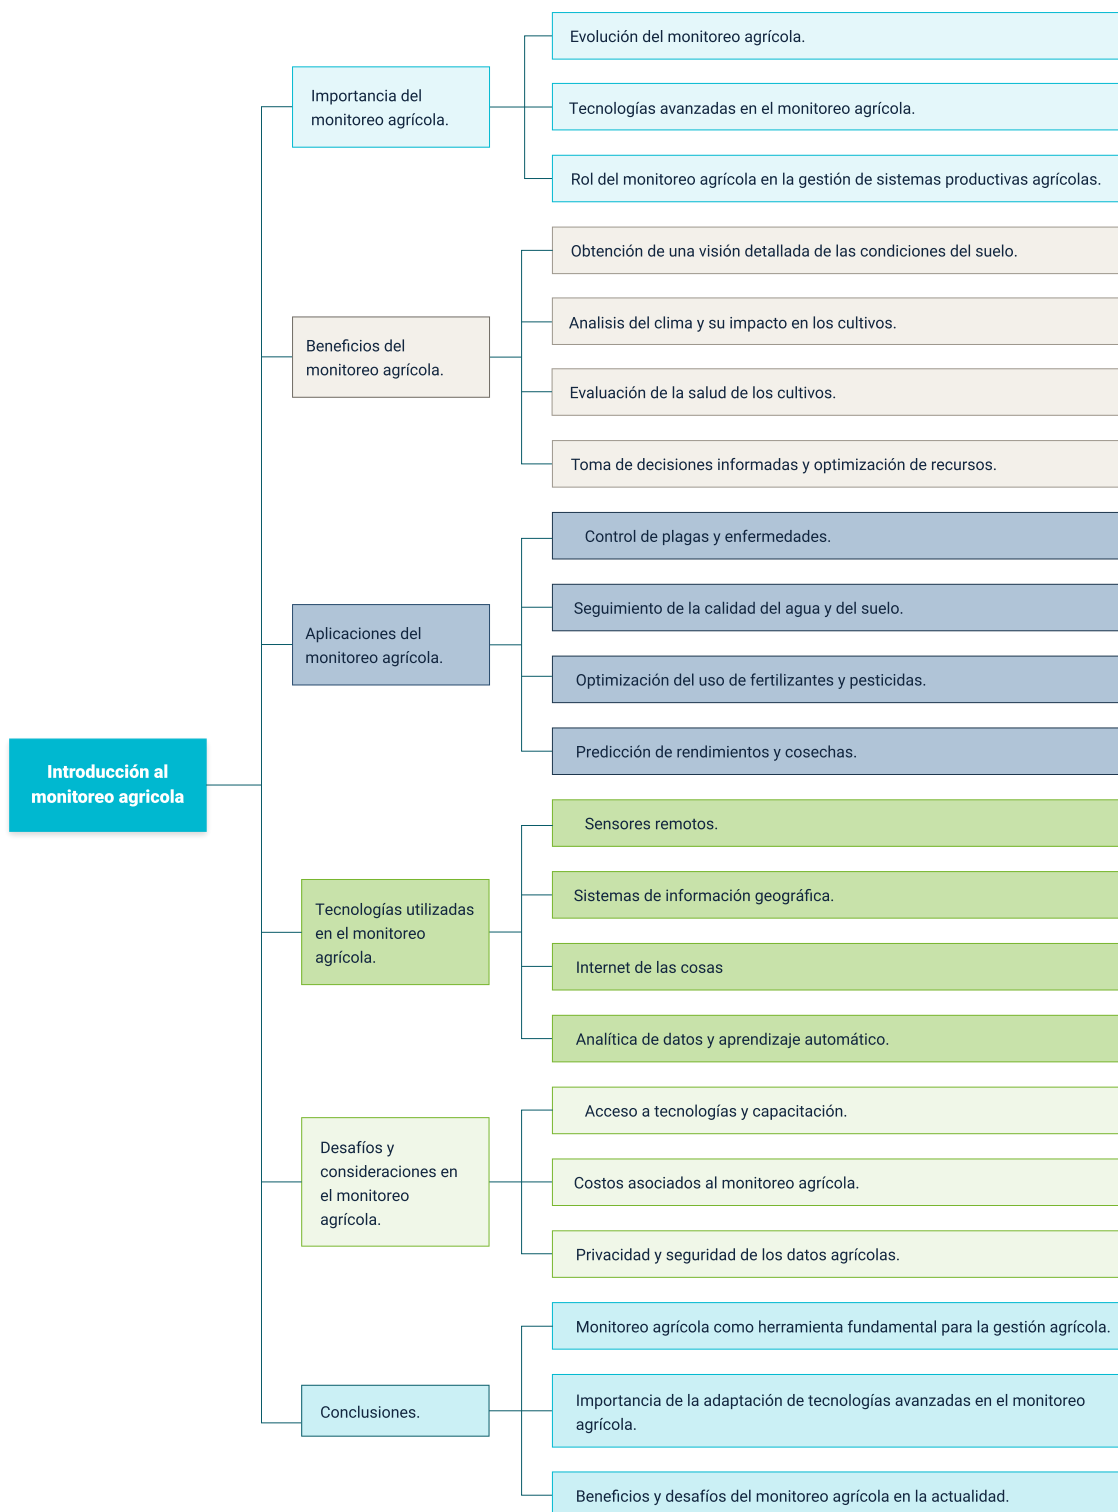 Introducción al
monitoreo agricola
Importancia del
monitoreo agrícola.
Evolución del monitoreo agrícola.
Tecnologías avanzadas en el monitoreo agrícola.
Rol del monitoreo agrícola en la gestión de sistemas productivas agrícolas.
Beneficios del
monitoreo agrícola.
Obtención de una visión detallada de las condiciones del suelo.
Analisis del clima y su impacto en los cultivos.
Evaluación de la salud de los cultivos.
Toma de decisiones informadas y optimización de recursos.
Aplicaciones del
monitoreo agrícola.
Control de plagas y enfermedades.
Seguimiento de la calidad del agua y del suelo.
Optimización del uso de fertilizantes y pesticidas.
Predicción de rendimientos y cosechas.
Tecnologías utilizadas
en el monitoreo
agrícola.
Sensores remotos.
Sistemas de información geográfica.
Internet de las cosas
Analítica de datos y aprendizaje automático.
Desafíos y
consideraciones en
el monitoreo
agrícola.
Acceso a tecnologías y capacitación.
Costos asociados al monitoreo agrícola.
Privacidad y seguridad de los datos agrícolas.
Conclusiones.
Monitoreo agrícola como herramienta fundamental para la gestión agrícola.
Importancia de la adaptación de tecnologías avanzadas en el monitoreo
agrícola.
Beneficios y desafíos del monitoreo agrícola en la actualidad.